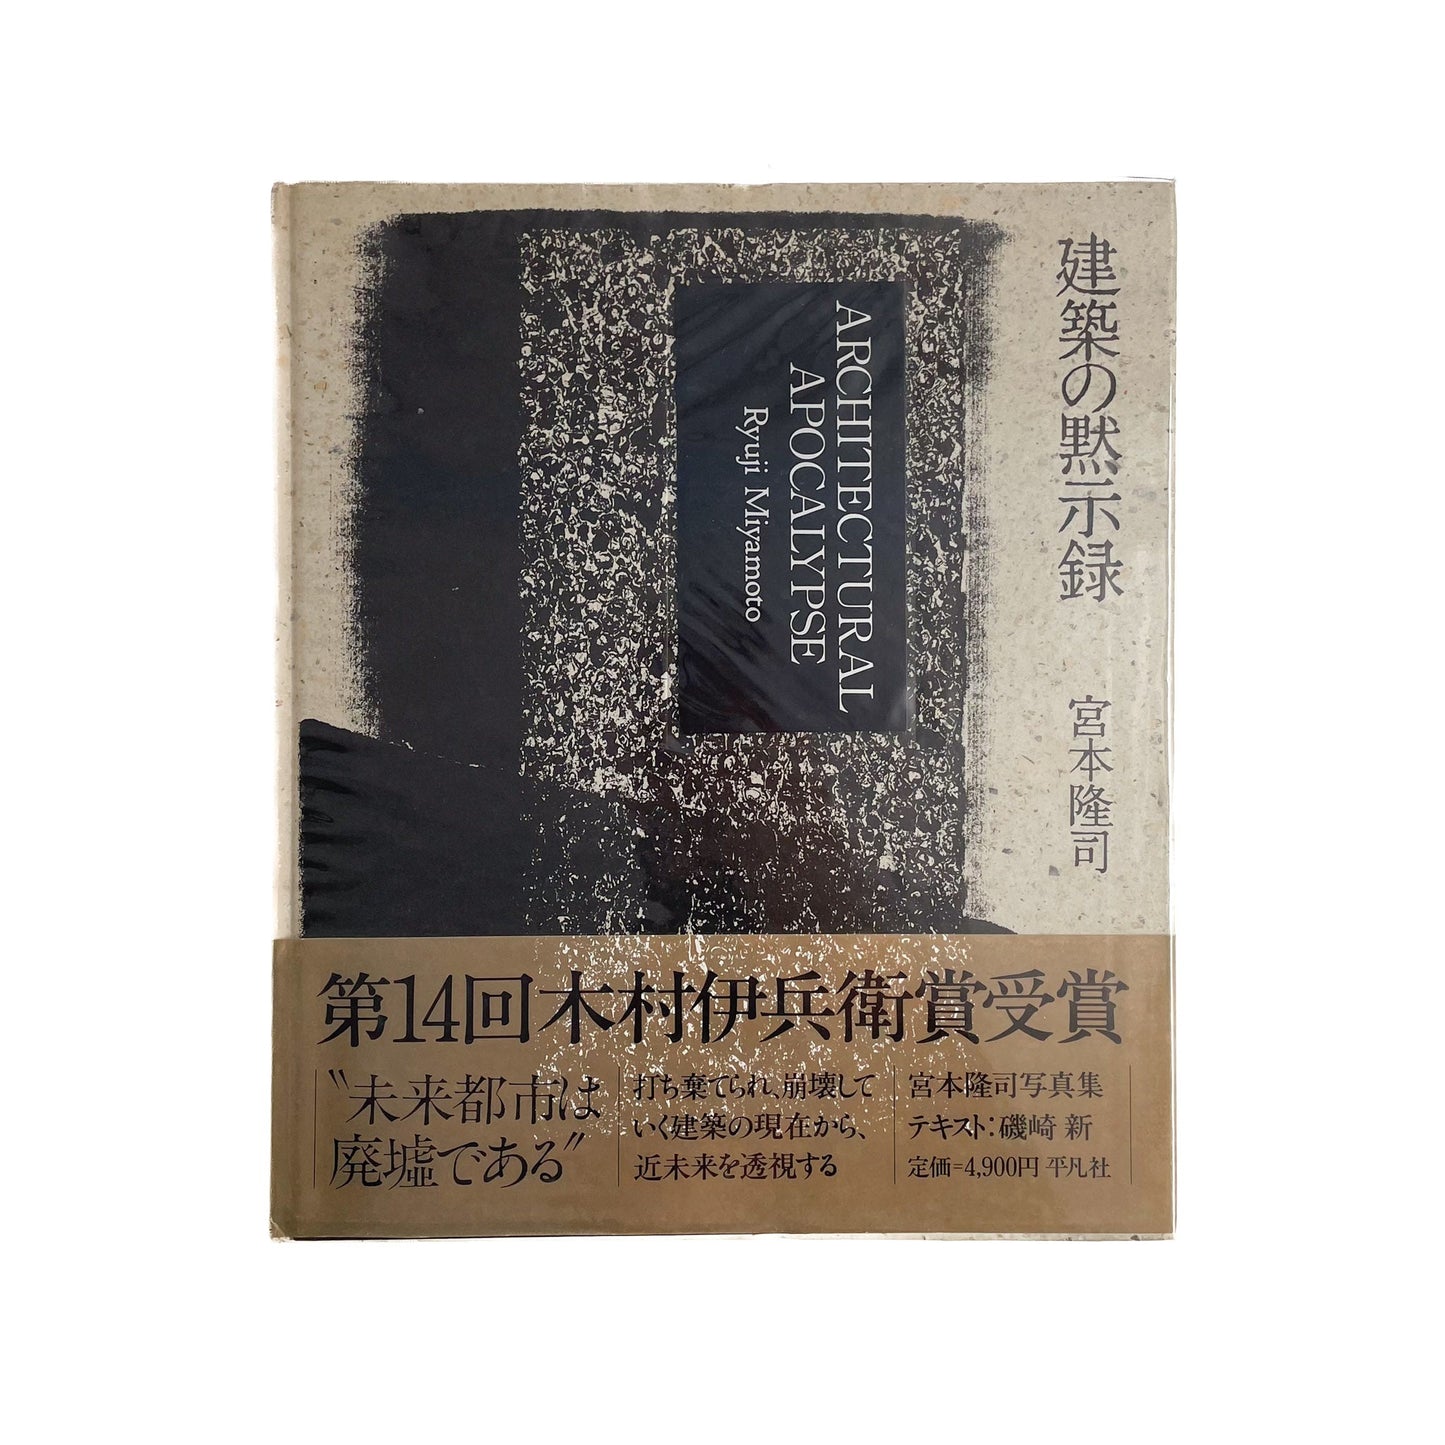 建築の黙示録
宮本隆司
ARCHITECTURAL
APOCALYPSE
Ryuji Miyamoto
第14回木村伊兵衛賞受賞
〝未来都市は
廃墟である〟
打ち棄てられ、崩壊して
いく建築の現在から、
近未来を透視する
宮本隆司写真集
テキスト:磯崎 新
定価=4,900円 平凡社